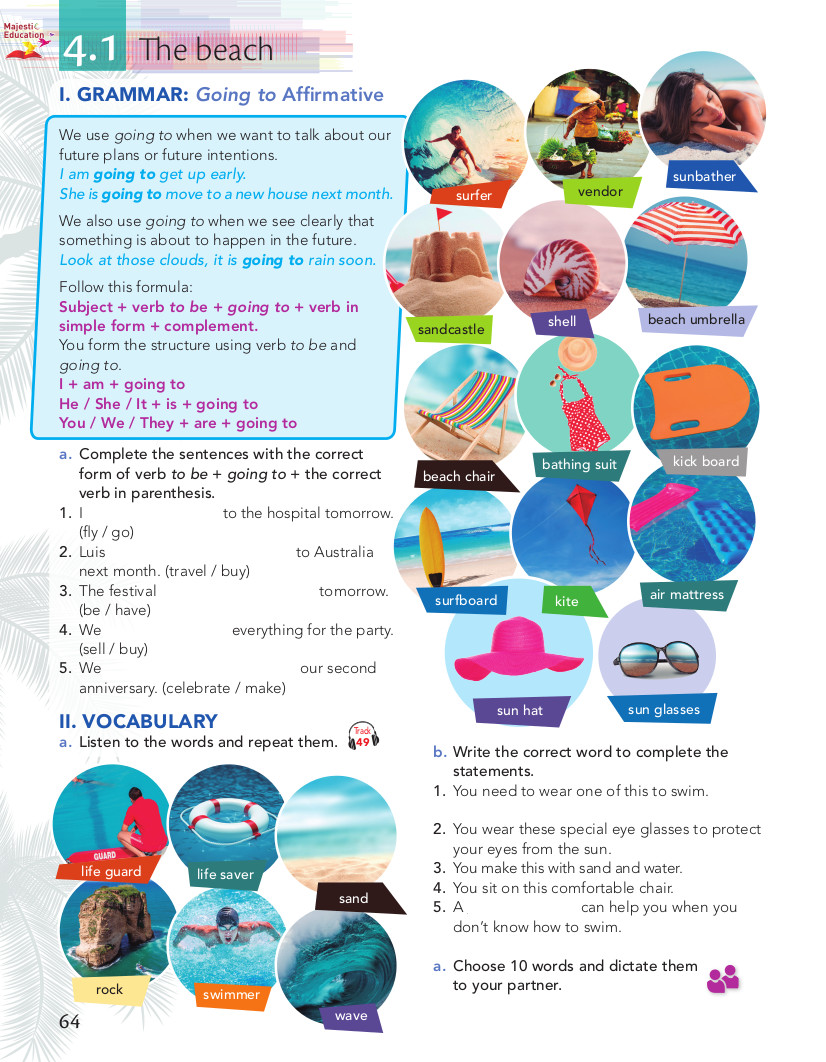 Majestic
Education
4.1 The beach
I. GRAMMAR: Going to Affirmative
We use going to when we want to talk about our
future plans or future intentions.
I am going to get up early.
She is going to move to a new house next month.
We also use going to when we see clearly that
something is about to happen in the future.
Look at those clouds, it is going to rain soon.
Follow this formula:
Subject + verb to be + going to + verb in
simple form + complement.
You form the structure using verb to be and
going to.
I + am + going to
He / She / It + is + going to
You / We / They + are + going to
a. Complete the sentences with the correct
form of verb to be + going to + the correct
verb in parenthesis.
1. I to the hospital tomorrow.
(fly / go)
2. Luis to Australia
next month. (travel / buy)
3. The festival tomorrow.
(be / have)
4. We everything for the party.
(sell / buy)
5. We our second
anniversary. (celebrate / make)
II. VOCABULARY
a. Listen to the words and repeat them.
Track
49
GUARD
life guard
life saver
sand
rock
swimmer
wave
surfer
vendor
sunbather
sandcastle
shell
beach umbrella
beach chair
bathing suit
kick board
surfboard
kite
air mattress
sun hat
sun glasses
b. Write the correct word to complete the
statements.
1. You need to wear one of this to swim.
2. You wear these special eye glasses to protect
your eyes from the sun.
3. You make this with sand and water.
4. You sit on this comfortable chair.
5. A can help you when you
don't know how to swim.
a. Choose 10 words and dictate them
to your partner.
64